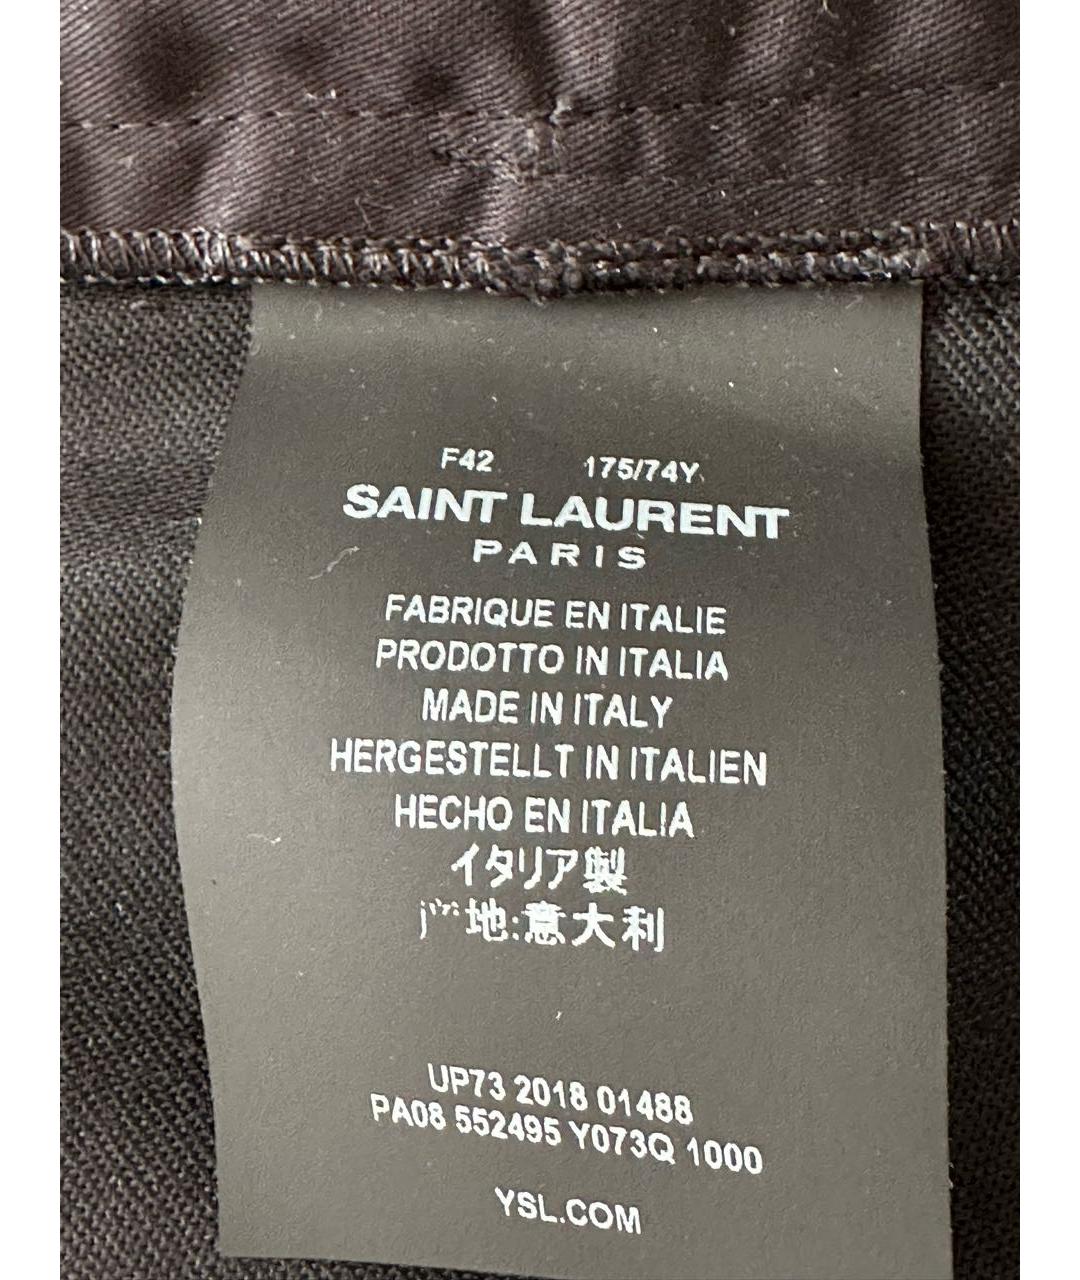 F42 175/74Y
SAINT LAURENT
PARIS
FABRIQUE EN ITALIE
PRODOTTO IN ITALIA
MADE IN ITALY
HERGESTELLT IN ITALIEN
HECHO EN ITALIA
イタリア製
地:意大利
UP73 2018 01488
PA08 552495 Y073Q 1000
YSL.COM